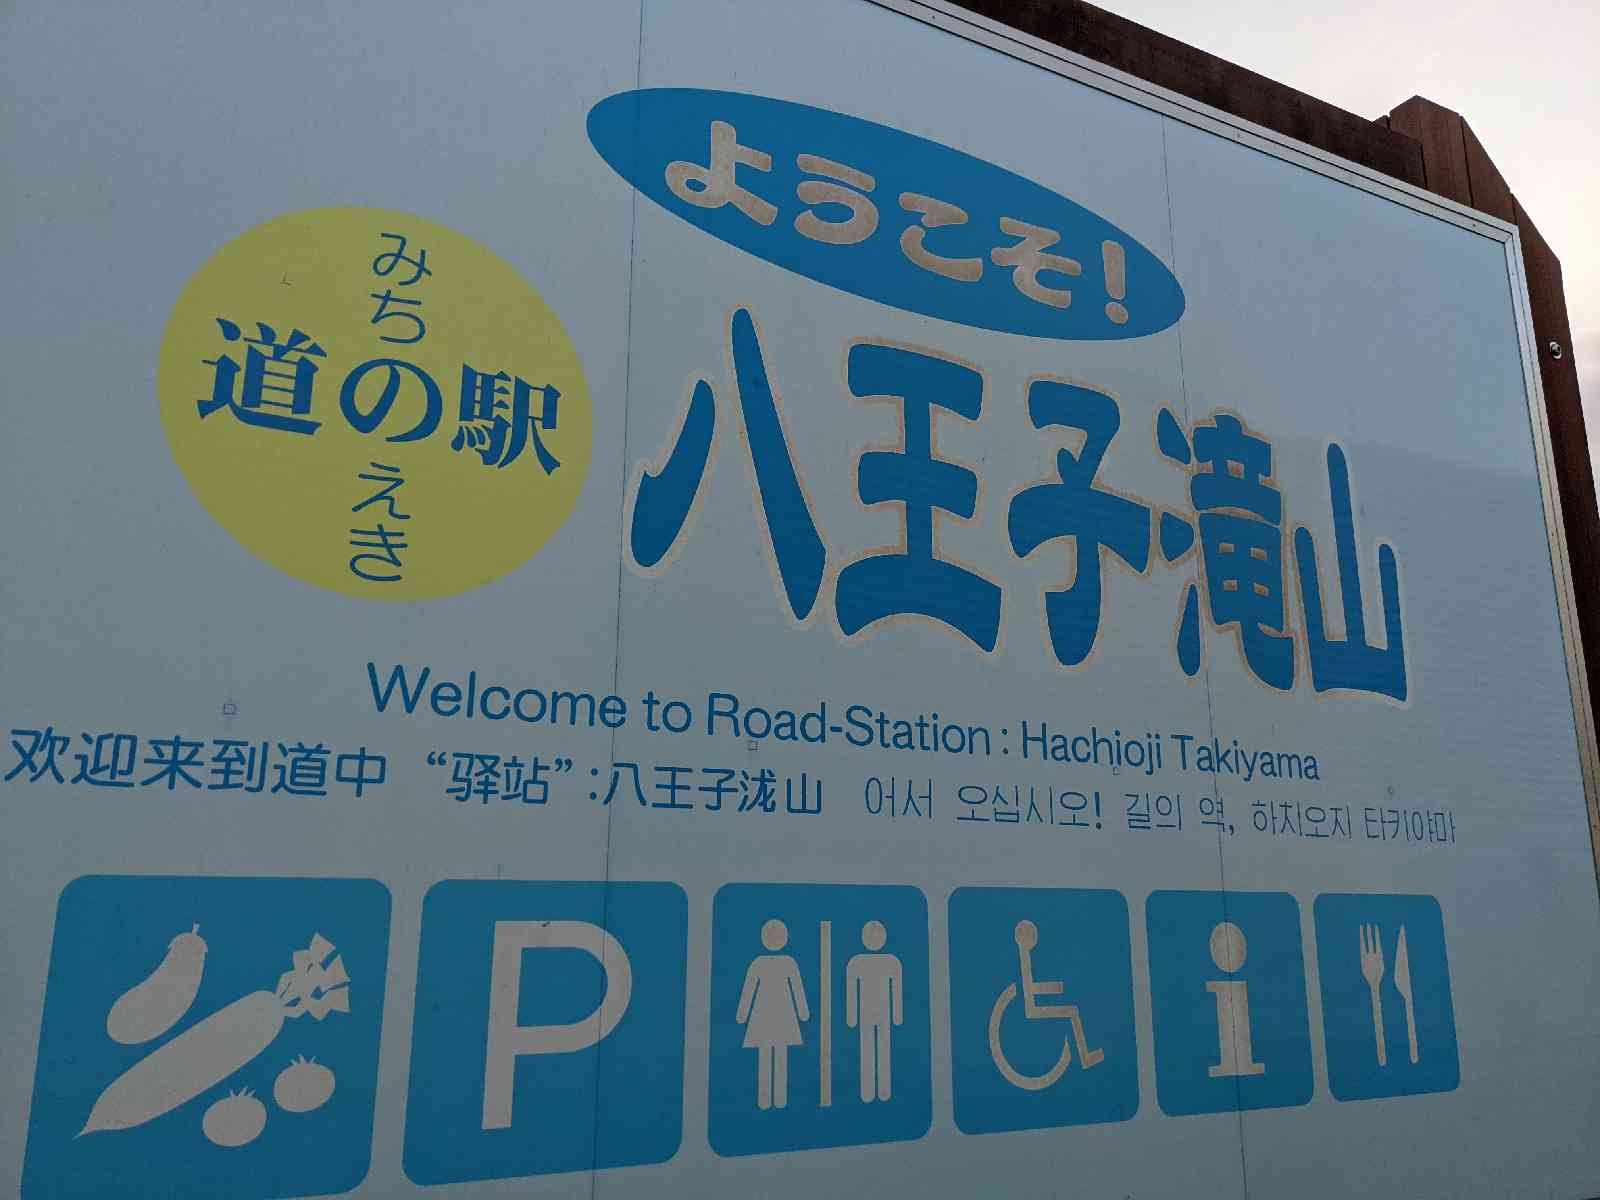 ようこそ!
みち
道の駅
えき
八王子滝山
Welcome to Road-Station : Hachioji Takiyama
欢迎来到道中 “驿站”:八王子泷山 어서 오십시오! 길의 역, 하치오지 타키야마
P
i